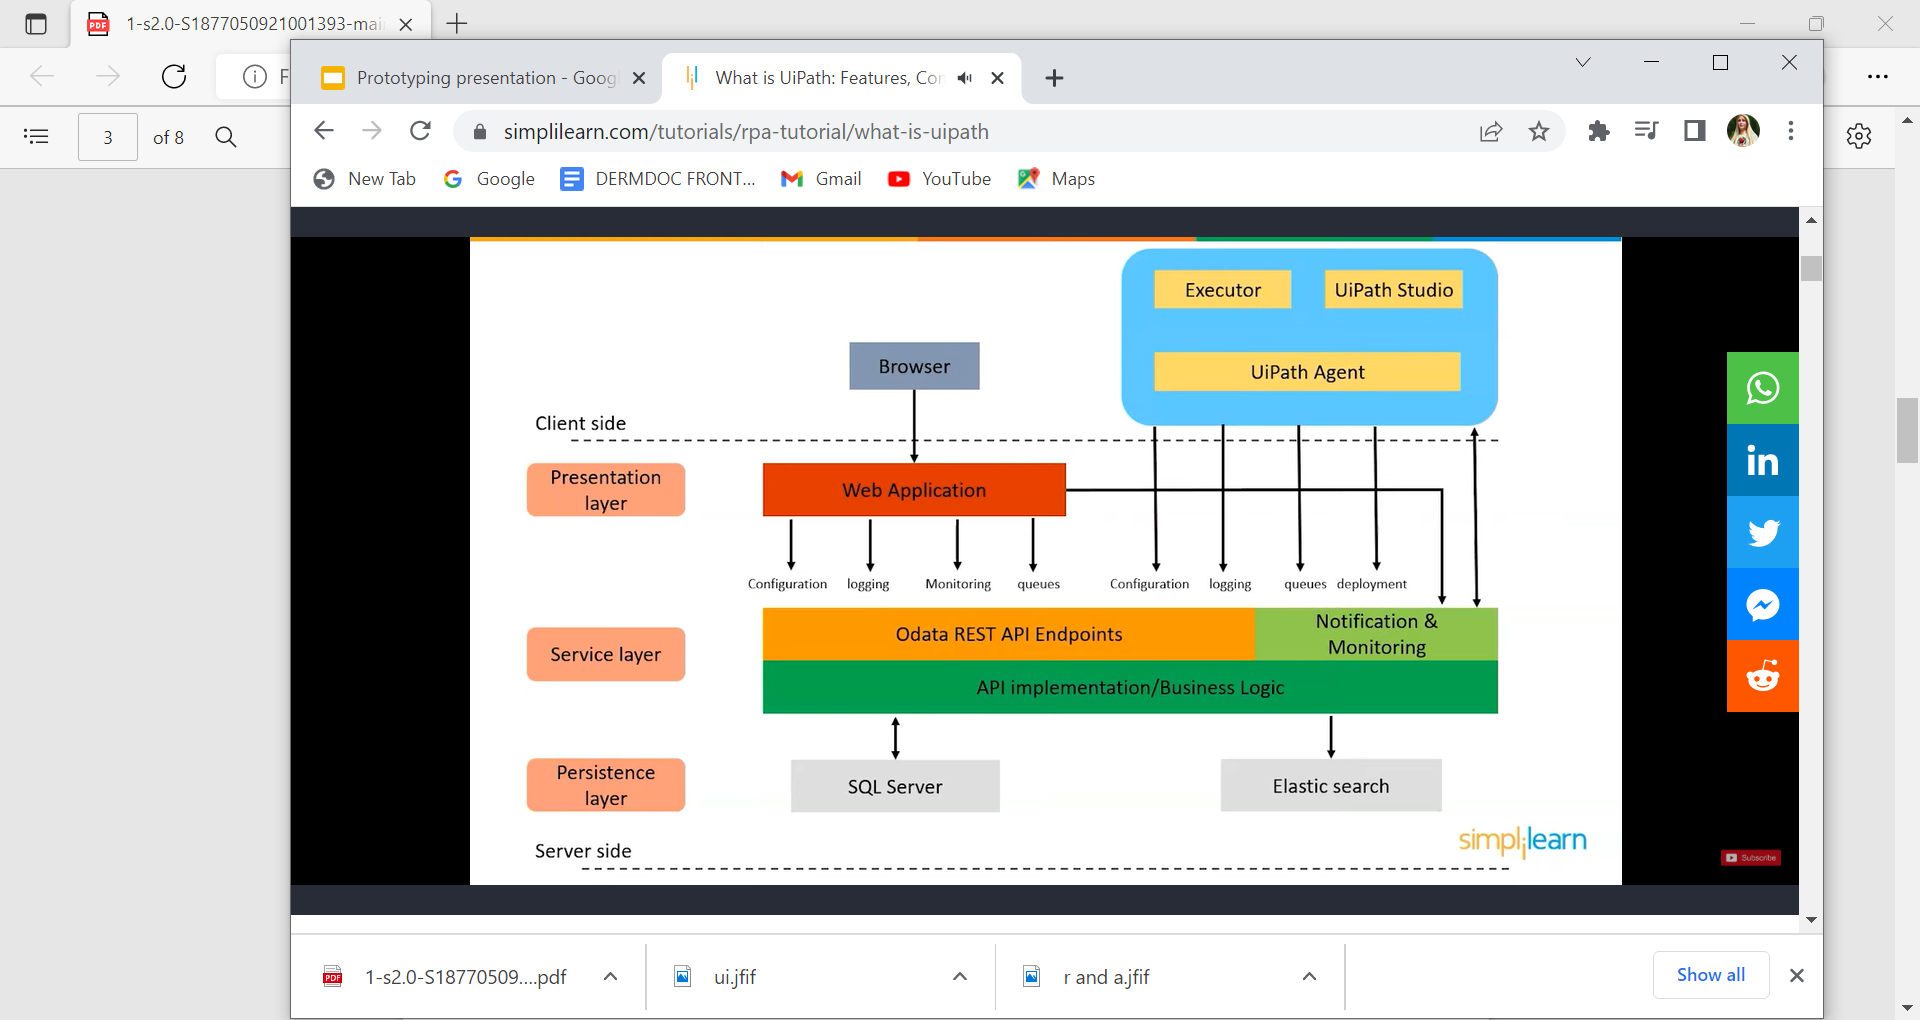 1-s2.0-S1877050921001393-mai
F
3 of 8
Prototyping presentation - Goog
What is UiPath: Features, Con
simplilearn.com/tutorials/rpa-tutorial/what-is-uipath
New Tab Google DERMDOC FRONT... Gmail YouTube Maps
Executor UiPath Studio
UiPath Agent
Browser
Client side
Presentation
layer
Web Application
Configuration logging Monitoring queues Configuration logging queues deployment
Service layer
Odata REST API Endpoints
Notification &
Monitoring
API implementation/Business Logic
Persistence
layer
SQL Server
Elastic search
simplilearn
Server side
Subscribe
1-s2.0-S18770509....pdf ui.jfif r and a.jfif Show all